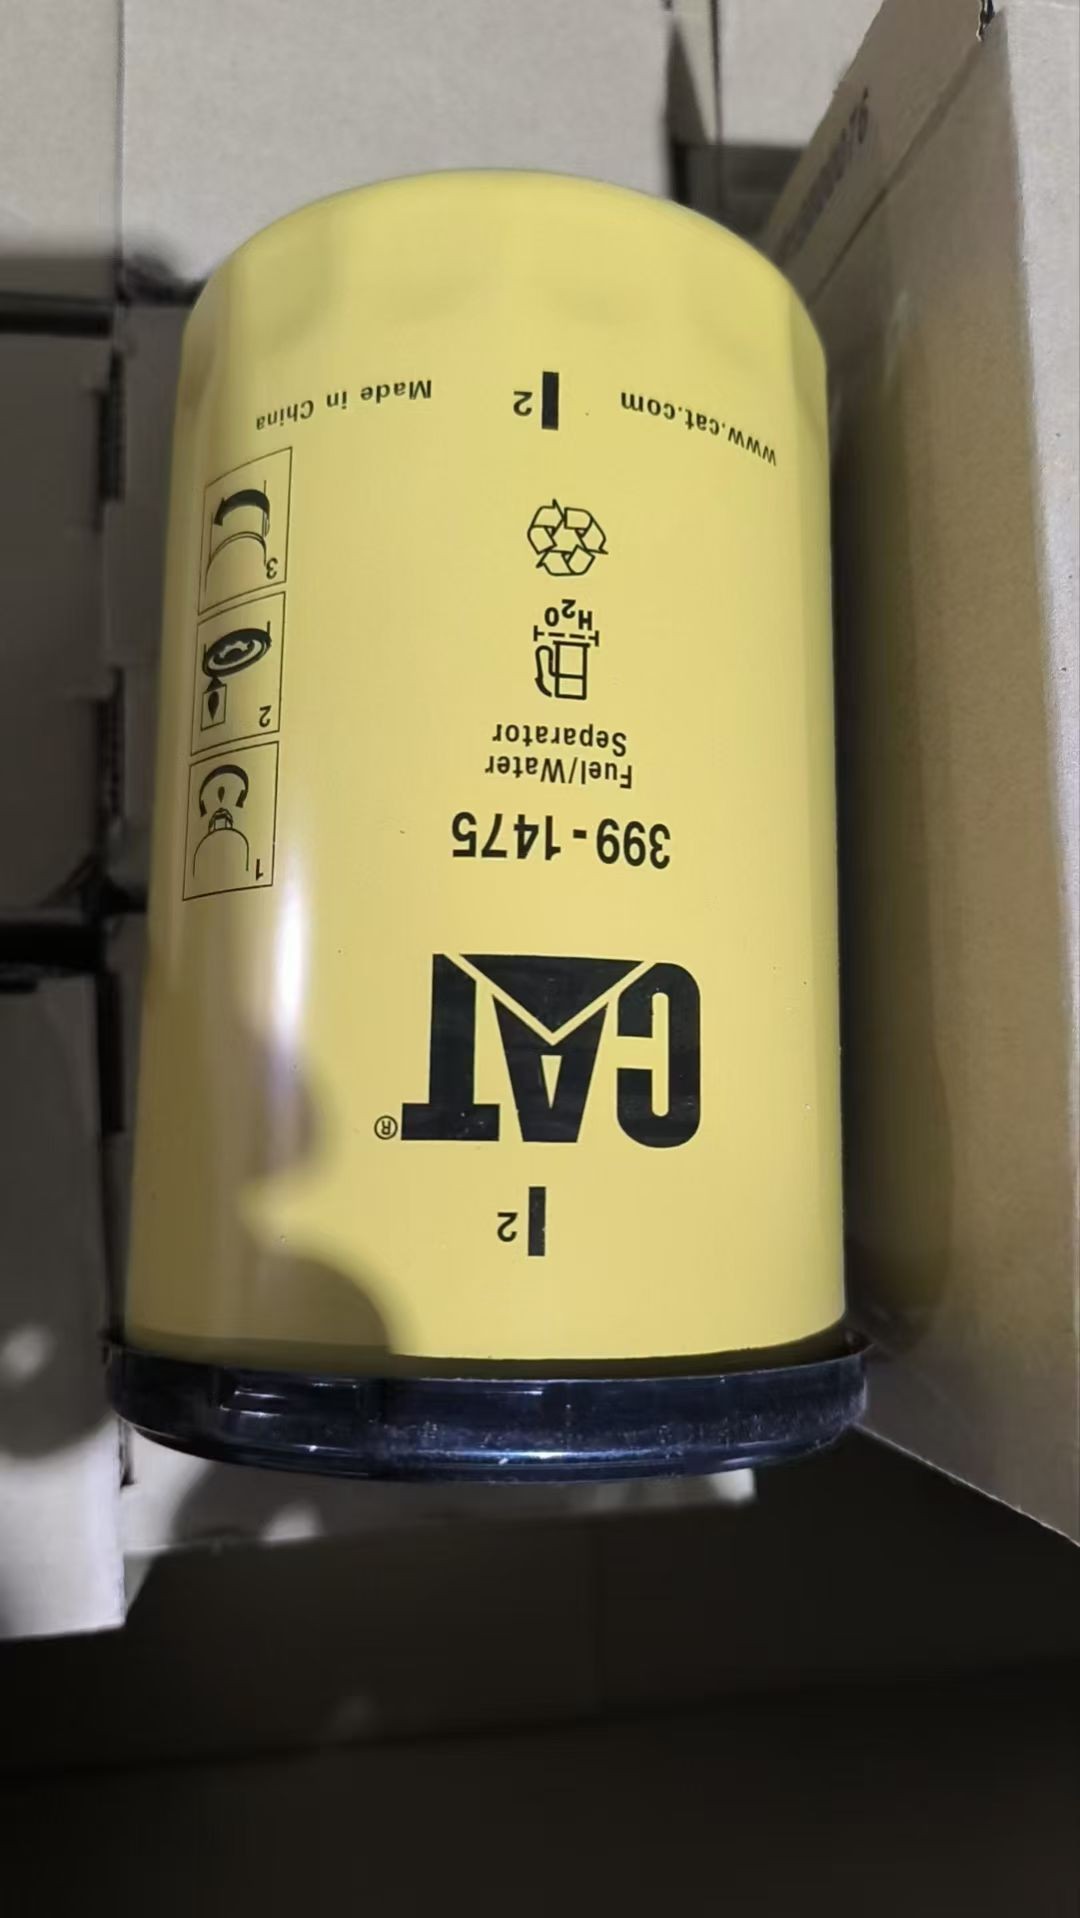 2
CAT®
399-1475
Fuel/Water
Separator
H₂O
1
2
3
www.cat.com
2
Made in China